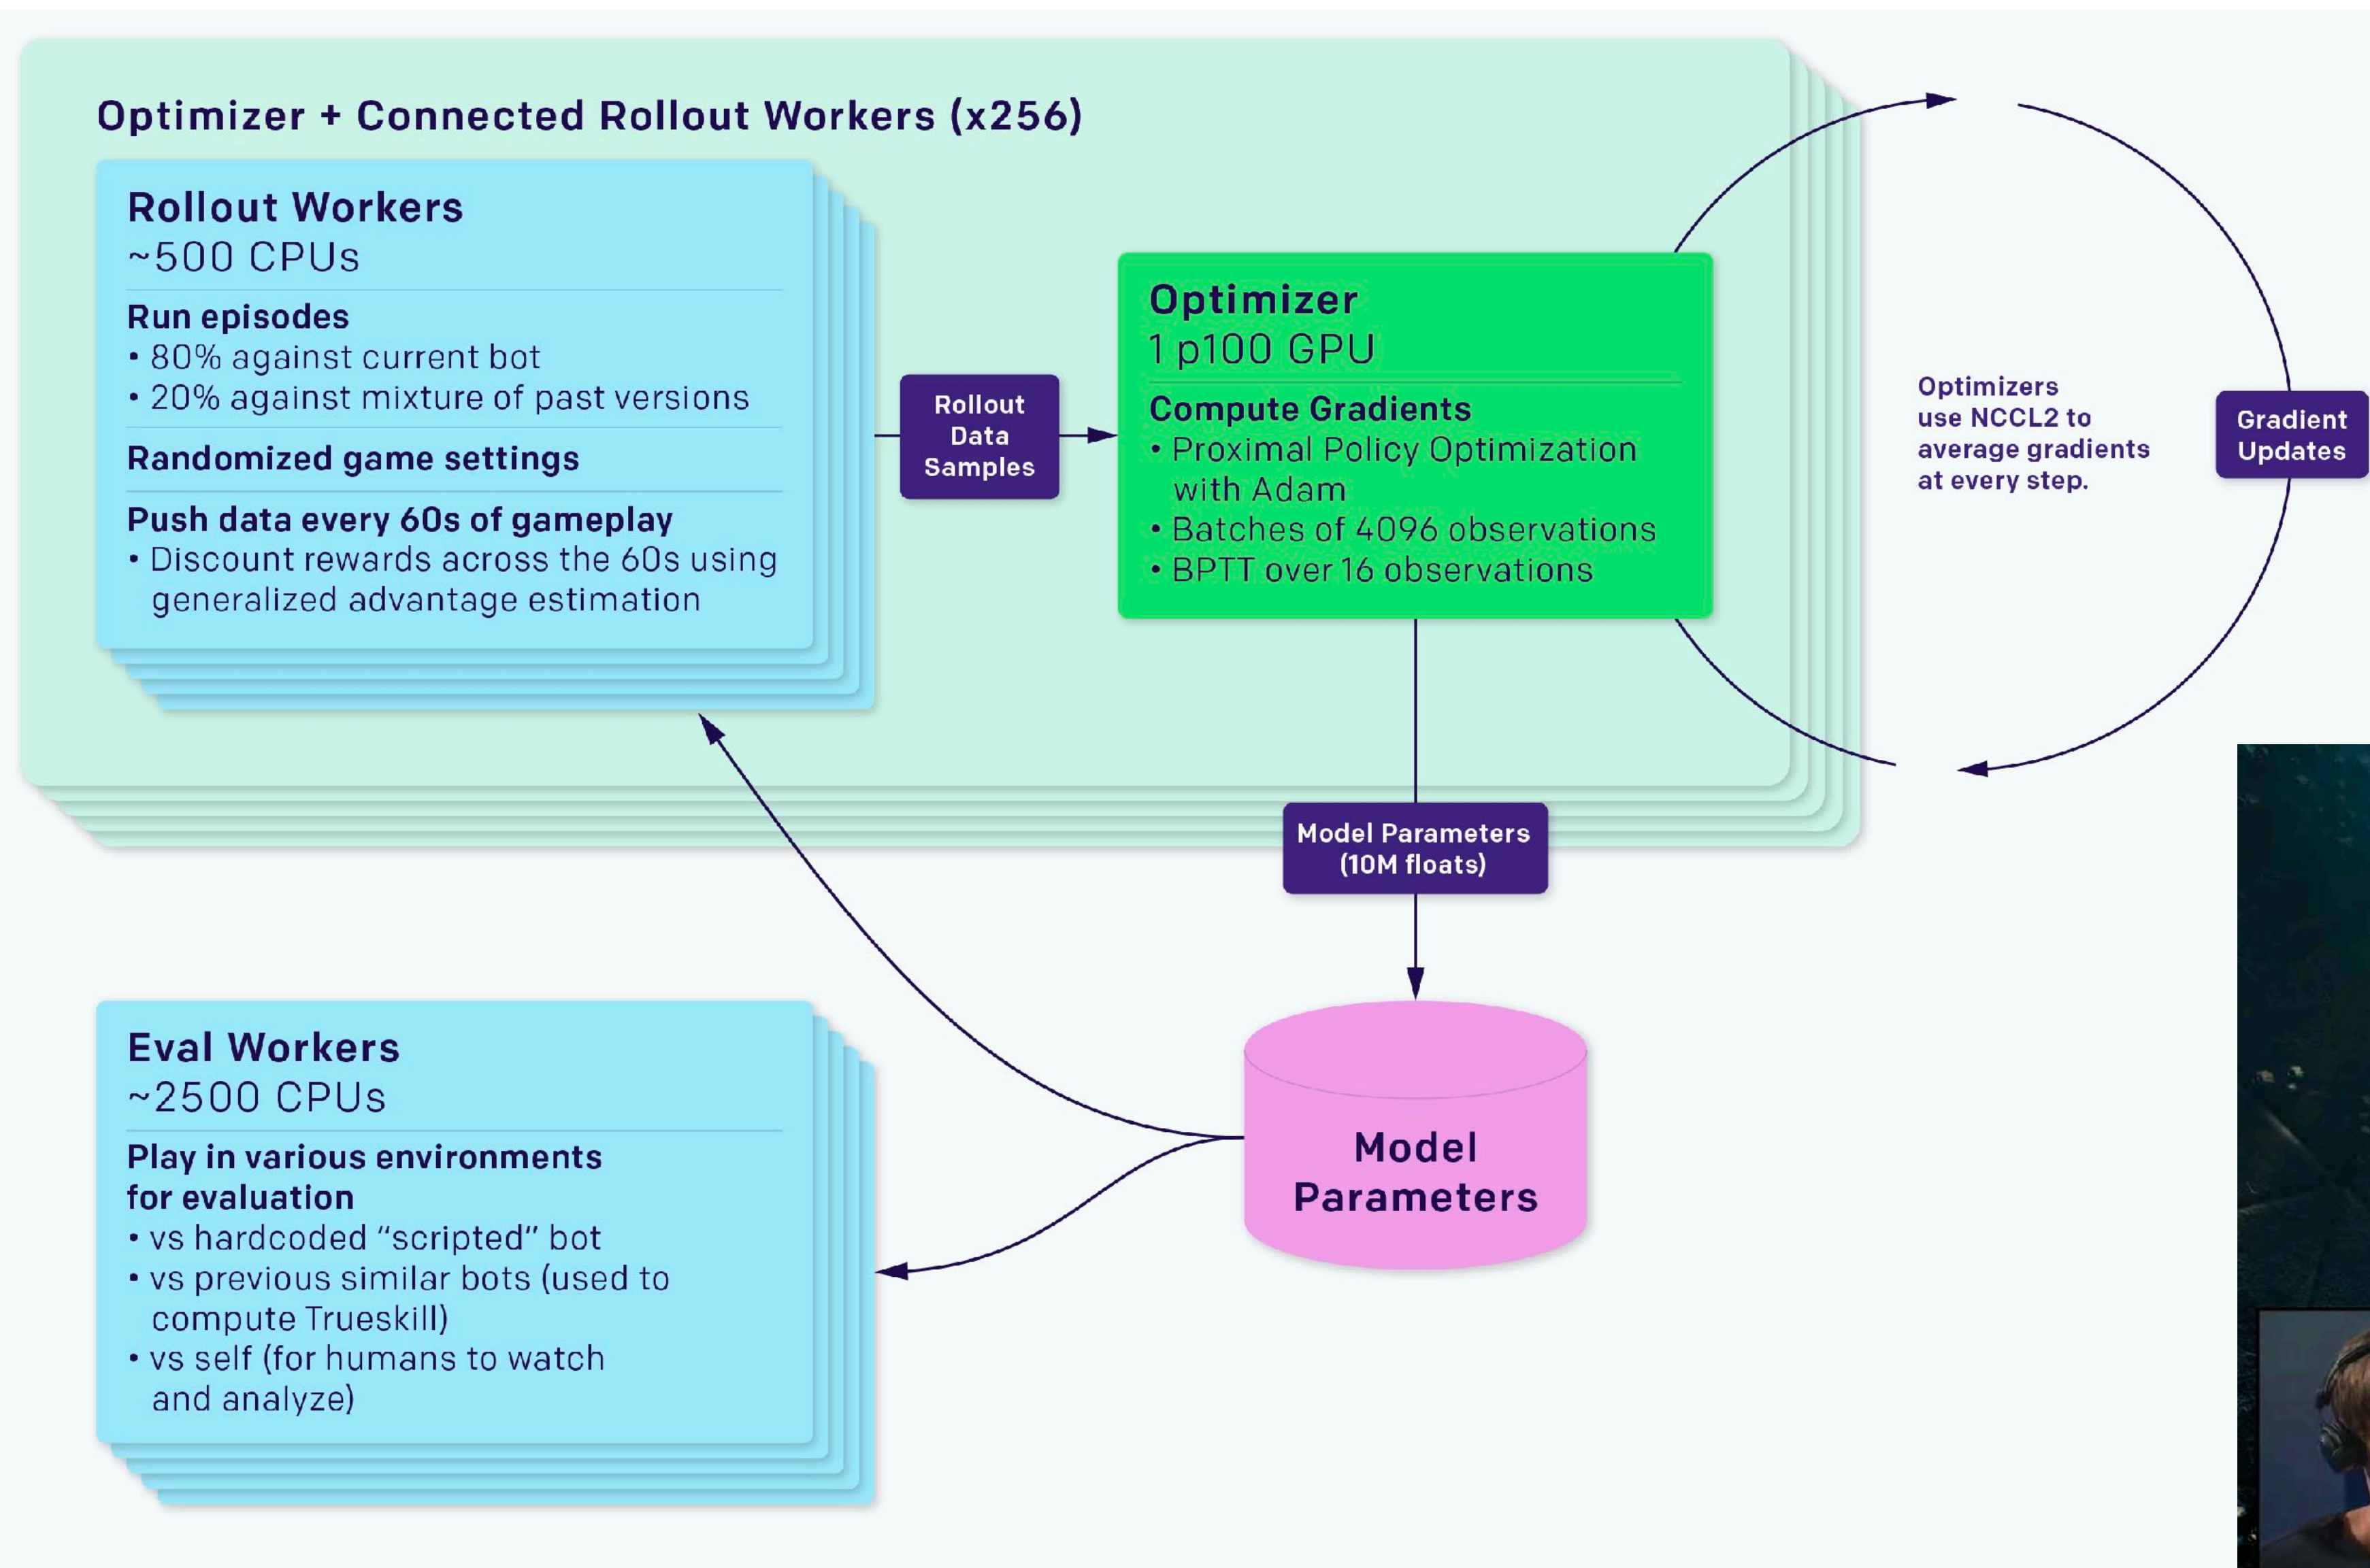 Optimizer + Connected Rollout Workers (x256)
Rollout Workers
~500 CPUs
Run episodes
• 80% against current bot
• 20% against mixture of past versions
Randomized game settings
Push data every 60s of gameplay
• Discount rewards across the 60s using
generalized advantage estimation
Rollout
Data
Samples
Optimizer
1 p100 GPU
Compute Gradients
• Proximal Policy Optimization
with Adam
• Batches of 4096 observations
• BPTT over 16 observations
Optimizers
use NCCL2 to
average gradients
at every step.
Gradient
Updates
Model Parameters
(10M floats)
Eval Workers
~2500 CPUs
Play in various environments
for evaluation
• vs hardcoded “scripted” bot
• vs previous similar bots (used to
compute Trueskill)
• vs self (for humans to watch
and analyze)
Model
Parameters